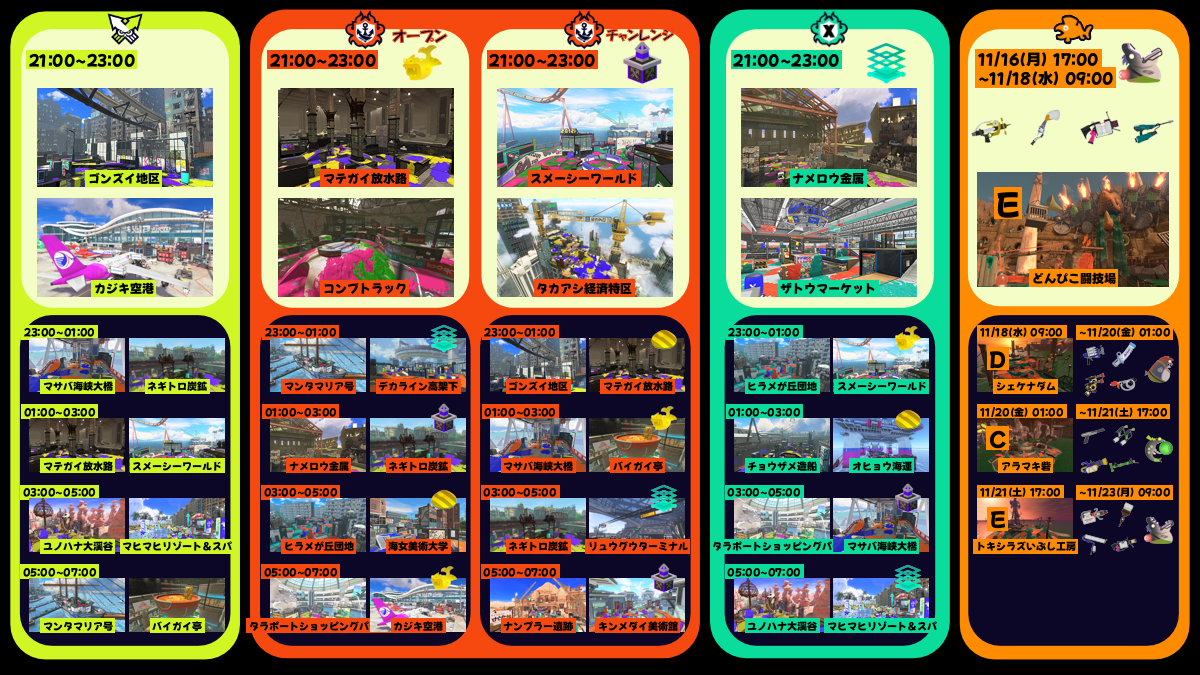 21:00~23:00
ゴンズイ地区
カジキ空港
23:00~01:00
マサバ海峡大橋
ネギトロ炭鉱
01:00~03:00
マテガイ放水路
スメーシーワールド
03:00~05:00
ユノハナ大渓谷
マヒマヒリゾート&スパ
05:00~07:00
マンタマリア号
バイガイ亭
オープン
21:00~23:00
マテガイ放水路
コンブトラック
23:00~01:00
マンタマリア号
デカライン高架下
01:00~03:00
ナメロウ金属
ネギトロ炭鉱
03:00~05:00
ヒラメが丘団地
海女美術大学
05:00~07:00
タラポートショッピングパ
カジキ空港
チャンレンジ
21:00~23:00
スメーシーワールド
タカアシ経済特区
23:00~01:00
ゴンズイ地区
マテガイ放水路
01:00~03:00
マサバ海峡大橋
バイガイ亭
03:00~05:00
ネギトロ炭鉱
リュウグウターミナル
05:00~07:00
ナンプラー遺跡
キンメダイ美術館
X
21:00~23:00
ナメロウ金属
ザトウマーケット
23:00~01:00
ヒラメが丘団地
スメーシーワールド
01:00~03:00
チョウザメ造船
オヒョウ海運
03:00~05:00
タラポートショッピングパ
マサバ海峡大橋
05:00~07:00
ユノハナ大渓谷
マヒマヒリゾート&スパ
11/16(月) 17:00
~11/18(水) 09:00
E
どんぴこ闘技場
11/18(水) 09:00 ~11/20(金) 01:00
D
シェケナダム
11/20(金) 01:00 ~11/21(土) 17:00
C
アラマキ砦
11/21(土) 17:00 ~11/23(月) 09:00
E
トキシラズいぶし工房